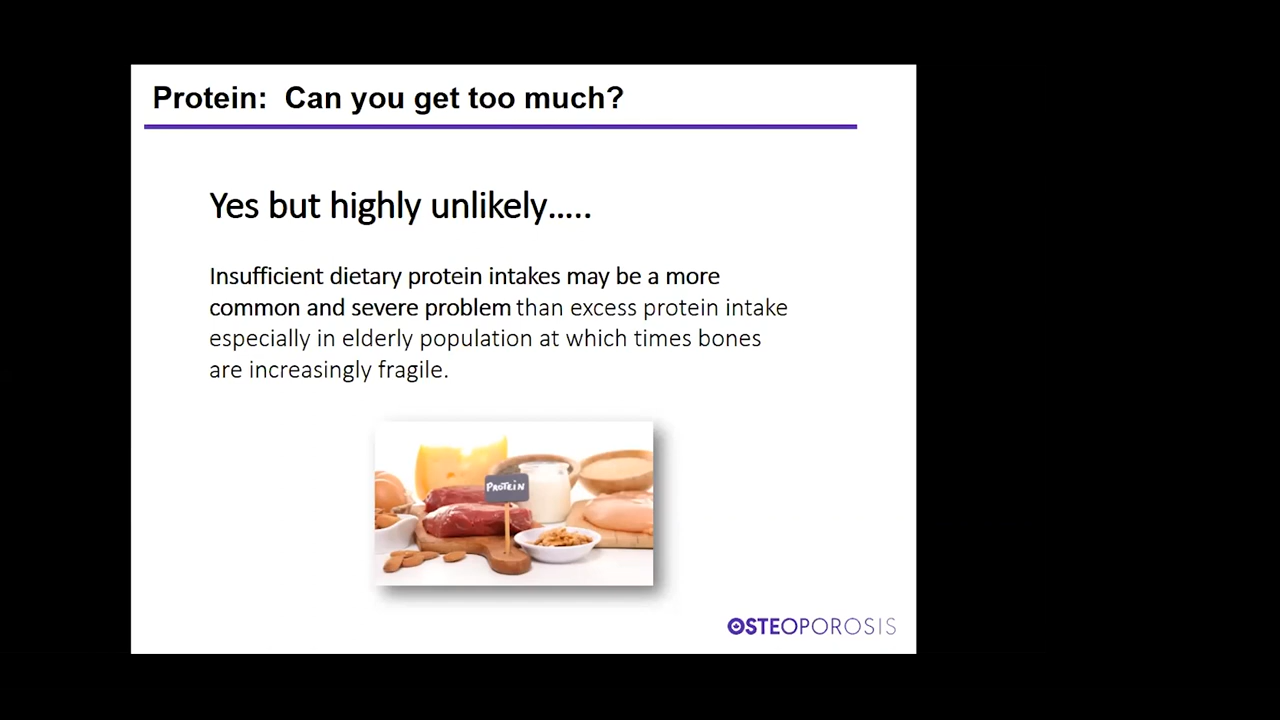 Protein:  Can you get too much?
Yes but highly unlikely.....
Insufficient dietary protein intakes may be a more
common and severe problem than excess protein intake
especially in elderly population at which times bones
are increasingly fragile.
PROTEIN
OSTEOPOROSIS